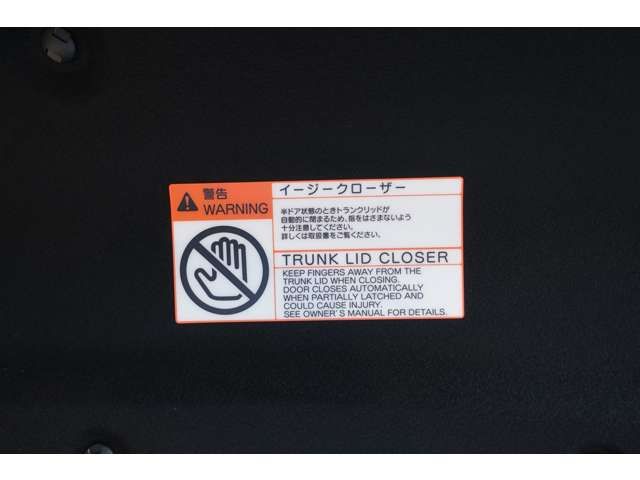 警告
WARNING
イージークローザー
半ドア状態のときトランクリッドが
自動的に閉まるため、指をはさまないよう
十分注意してください。
詳しくは取扱書をご覧ください。
TRUNK LID CLOSER
KEEP FINGERS AWAY FROM THE
TRUNK LID WHEN CLOSING.
DOOR CLOSES AUTOMATICALLY
WHEN PARTIALLY LATCHED AND
COULD CAUSE INJURY.
SEE OWNER'S MANUAL FOR DETAILS.